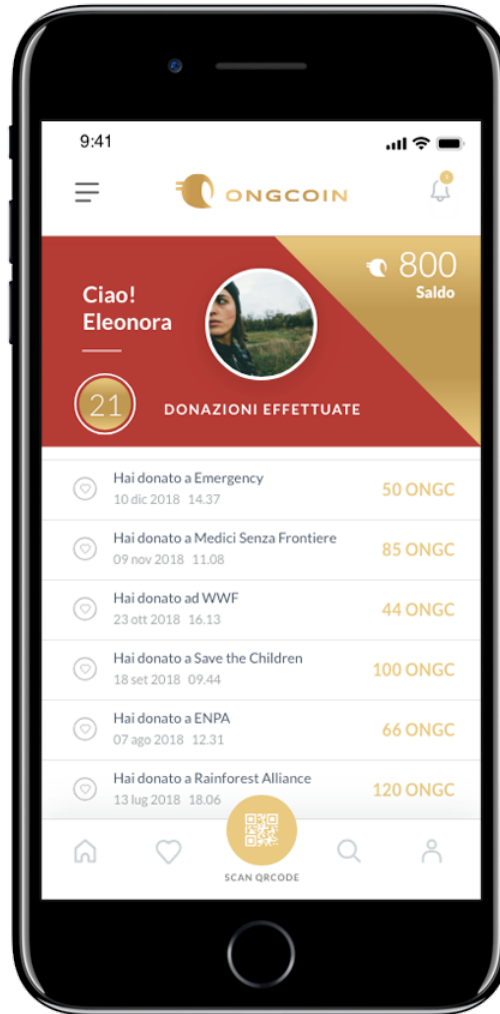 9:41
ONGCOIN
800
Saldo
Ciao!
Eleonora
21
DONAZIONI EFFETTUATE
Hai donato a Emergency
50 ONGC
10 dic 2018 14.37
Hai donato a Medici Senza Frontiere
85 ONGC
09 nov 2018 11.08
Hai donato ad WWF
44 ONGC
23 ott 2018 16.13
Hai donato a Save the Children
100 ONGC
18 set 2018 09.44
Hai donato a ENPA
66 ONGC
07 ago 2018 12.31
Hai donato a Rainforest Alliance
120 ONGC
13 lug 2018 18.06
SCAN QRCODE